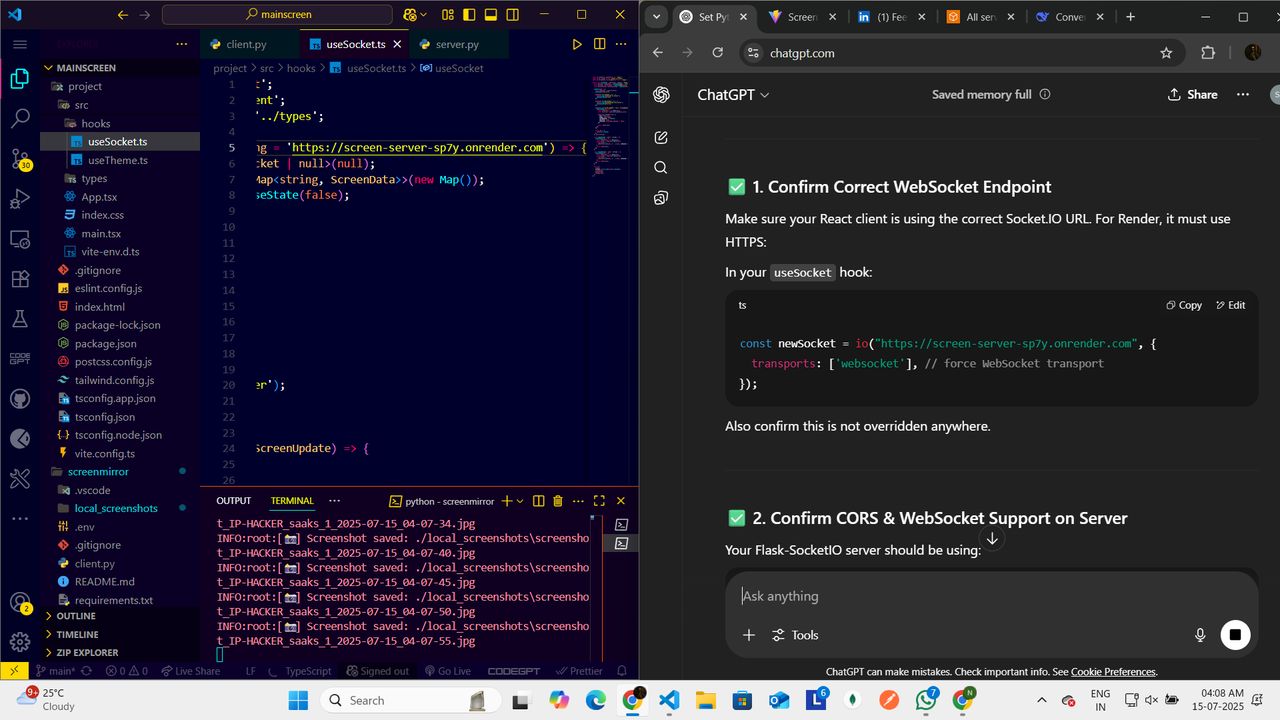 mainscreen
EXPLORER
MAINSCREEN
project
src
hooks
useSocket.ts
useTheme.ts
types
App.tsx
index.css
main.tsx
vite-env.d.ts
.gitignore
eslint.config.js
index.html
package-lock.json
package.json
postcss.config.js
tailwind.config.js
tsconfig.app.json
tsconfig.json
tsconfig.node.json
vite.config.ts
screenmirror
.vscode
local_screenshots
.env
.gitignore
client.py
README.md
requirements.txt
OUTLINE
TIMELINE
ZIP EXPLORER
30
CODE
GPT
2
client.py
useSocket.ts
server.py
project > src > hooks > useSocket.ts > useSocket
1 t';
2 ent';
3 '../types';
4
5 ng = 'https://screen-server-sp7y.onrender.com') => {
6 cket | null>(null);
7 Map<string, ScreenData>>(new Map());
8 seState(false);
9
10
11
12
13
14
15
16
17
18
19
20 er');
21
22
23
24 ScreenUpdate) => {
25
26
OUTPUT TERMINAL ··· python - screenmirror
t_IP-HACKER_saaks_1_2025-07-15_04-07-34.jpg
INFO:root:[📷] Screenshot saved: ./local_screenshots\screensho
t_IP-HACKER_saaks_1_2025-07-15_04-07-40.jpg
INFO:root:[📷] Screenshot saved: ./local_screenshots\screensho
t_IP-HACKER_saaks_1_2025-07-15_04-07-45.jpg
INFO:root:[📷] Screenshot saved: ./local_screenshots\screensho
t_IP-HACKER_saaks_1_2025-07-15_04-07-50.jpg
INFO:root:[📷] Screenshot saved: ./local_screenshots\screensho
t_IP-HACKER_saaks_1_2025-07-15_04-07-55.jpg
main* 0 0 Live Share LF TypeScript Signed out Go Live CODEGPT Prettier
Set Pyt
Screen
(1) Fee
All serv
Conver
chatgpt.com
ChatGPT
Saved memory full
Share
✅ 1. Confirm Correct WebSocket Endpoint
Make sure your React client is using the correct Socket.IO URL. For Render, it must use
HTTPS:
In your useSocket hook:
ts Copy Edit
const newSocket = io("https://screen-server-sp7y.onrender.com", {
transports: ['websocket'], // force WebSocket transport
});
Also confirm this is not overridden anywhere.
✅ 2. Confirm CORS & WebSocket Support on Server
Your Flask-SocketIO server should be using:
Ask anything
Tools
ChatGPT can make mistakes. Check important info. See Cookie Preferences.
9+
25°C
Cloudy
Search
6
7
N
ENG
IN
04:08 AM
15-07-2025